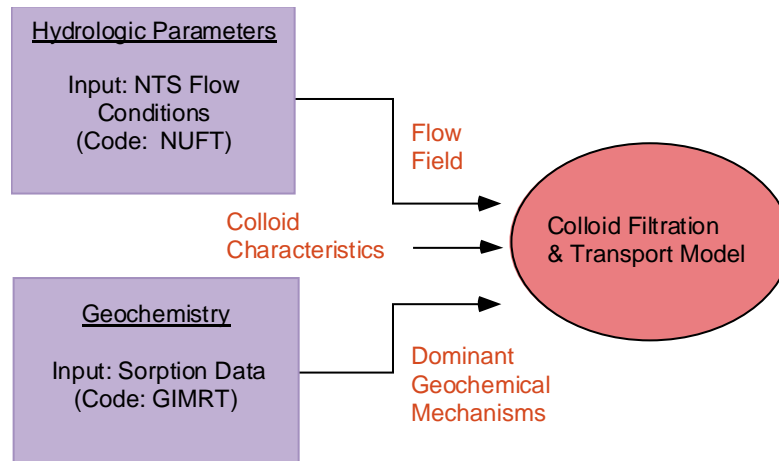 Hydrologic Parameters
Input: NTS Flow
Conditions
(Code: NUFT)
Flow
Field
Colloid
Characteristics
Colloid Filtration
& Transport Model
Geochemistry
Input: Sorption Data
(Code: GIMRT)
Dominant
Geochemical
Mechanisms